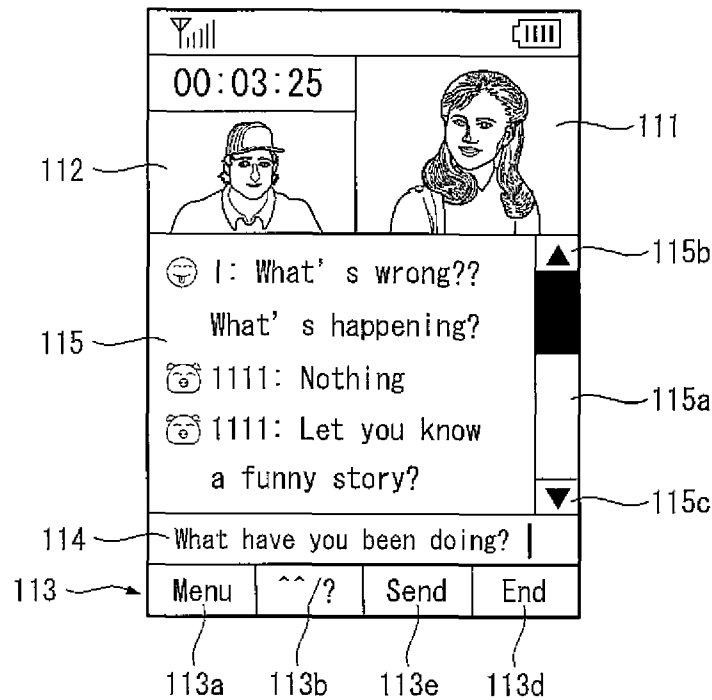 00:03:25
111
112
I: What's wrong??
What's happening?
1111: Nothing
1111: Let you know
a funny story?
115
115b
115a
115c
114
What have you been doing?
113
Menu
^^/?
Send
End
113a
113b
113e
113d